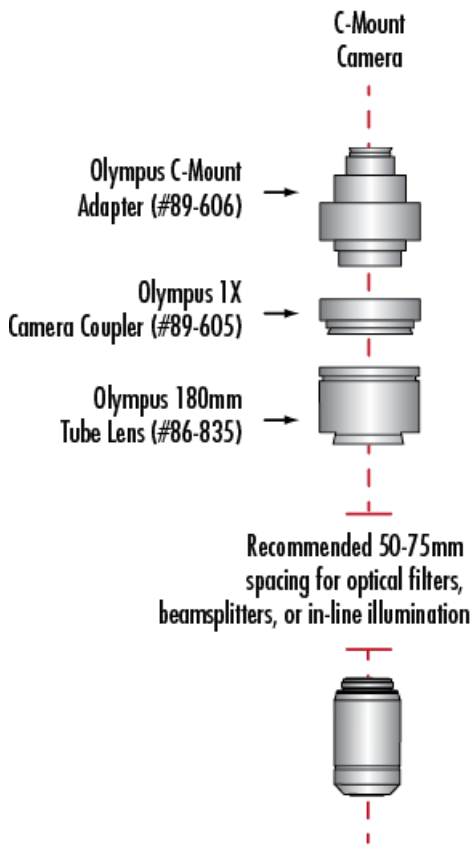 C-Mount
Camera
Olympus C-Mount
Adapter (#89-606)
Olympus 1X
Camera Coupler (#89-605)
Olympus 180mm
Tube Lens (#86-835)
Recommended 50-75mm
spacing for optical filters,
beamsplitters, or in-line illumination